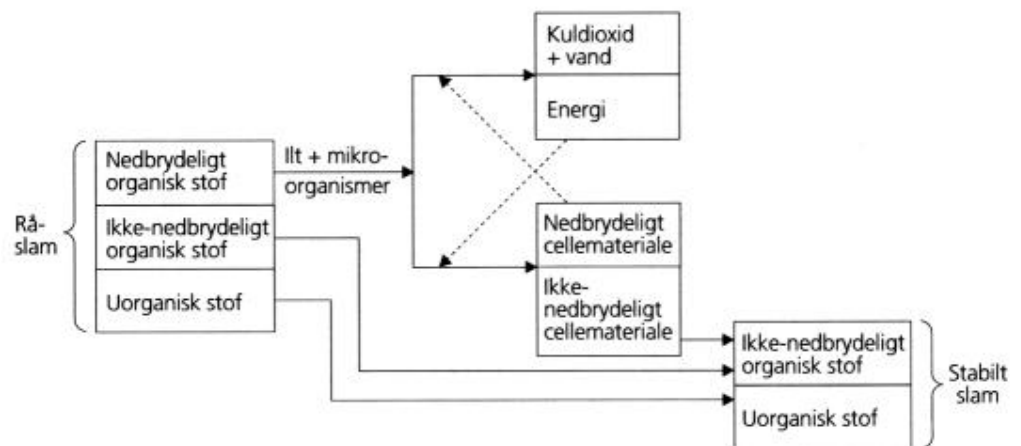 Kuldioxid
+ vand
Energi
Nedbrydeligt
organisk stof
Ilt + mikro-
organismer
Rå-
slam
Ikke-nedbrydeligt
organisk stof
Uorganisk stof
Nedbrydeligt
cellemateriale
Ikke-
nedbrydeligt
cellemateriale
Ikke-nedbrydeligt
organisk stof
Uorganisk stof
Stabilt
slam